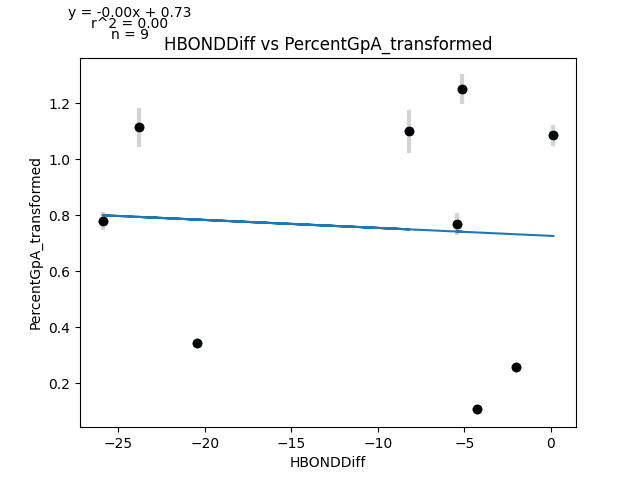 y = -0.00x + 0.73
r^2 = 0.00
n = 9
HBONDDiff vs PercentGpA_transformed
PercentGpA_transformed
1.2
1.0
0.8
0.6
0.4
0.2
−25
−20
−15
−10
−5
0
HBONDDiff